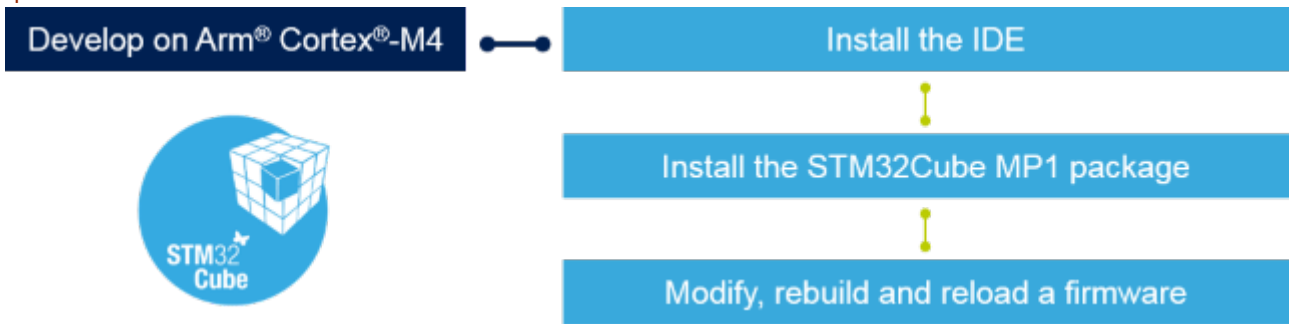 Develop on Arm® Cortex®-M4
Install the IDE
Install the STM32Cube MP1 package
STM32
Cube
Modify, rebuild and reload a firmware